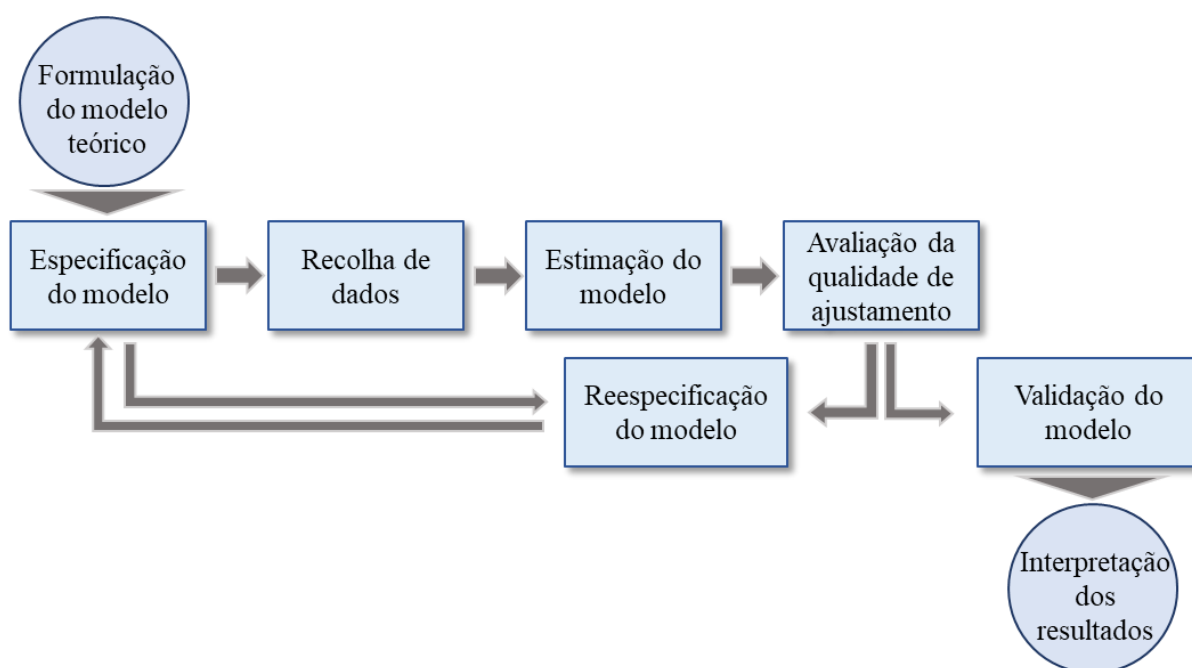 Formulação
do modelo
teórico
Especificação
do modelo
Recolha de
dados
Estimação do
modelo
Avaliação da
qualidade de
ajustamento
Reespecificação
do modelo
Validação do
modelo
Interpretação
dos
resultados